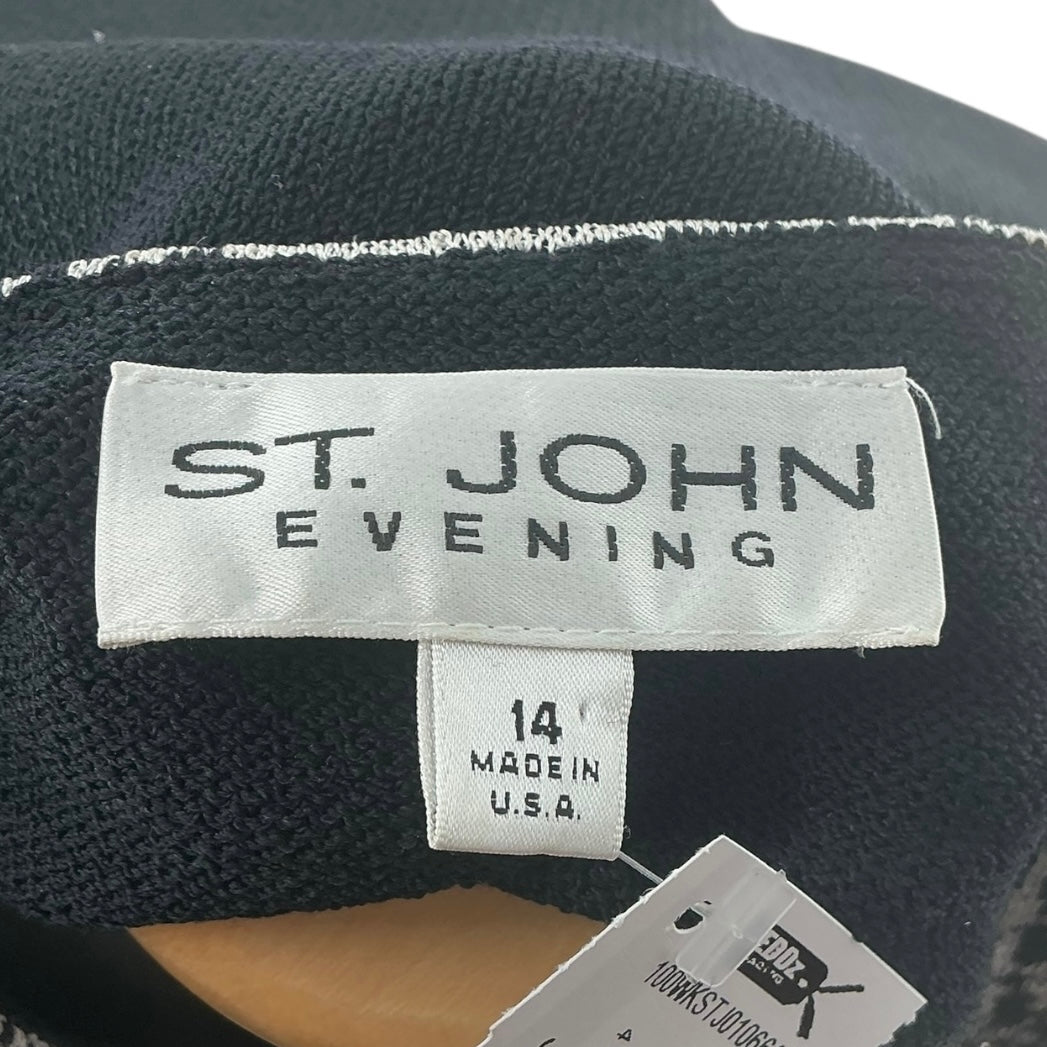 ST. JOHN
EVENING
14
MADE IN
U.S.A.